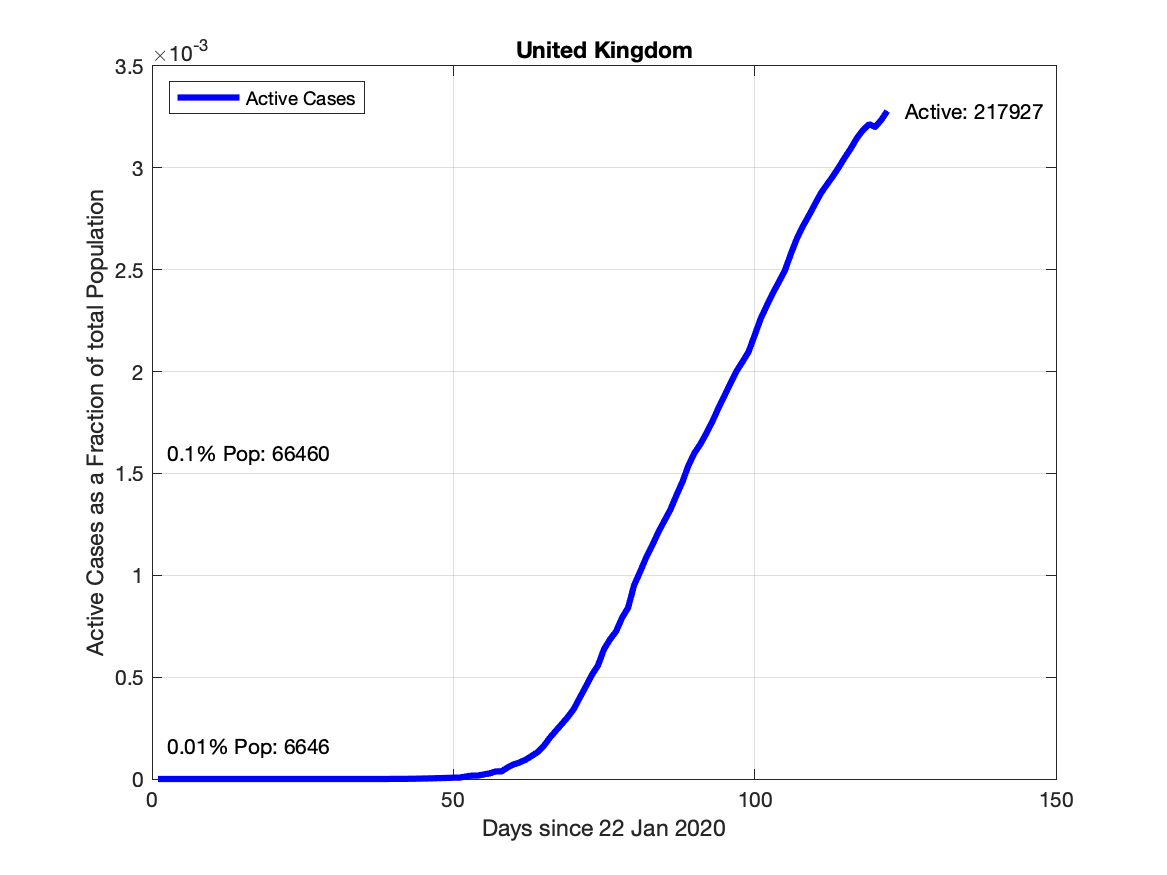 United Kingdom
×10-3
3.5
3
2.5
2
1.5
1
0.5
0
Active Cases
Active: 217927
0.1% Pop: 66460
0.01% Pop: 6646
Active Cases as a Fraction of total Population
0 50 100 150
Days since 22 Jan 2020